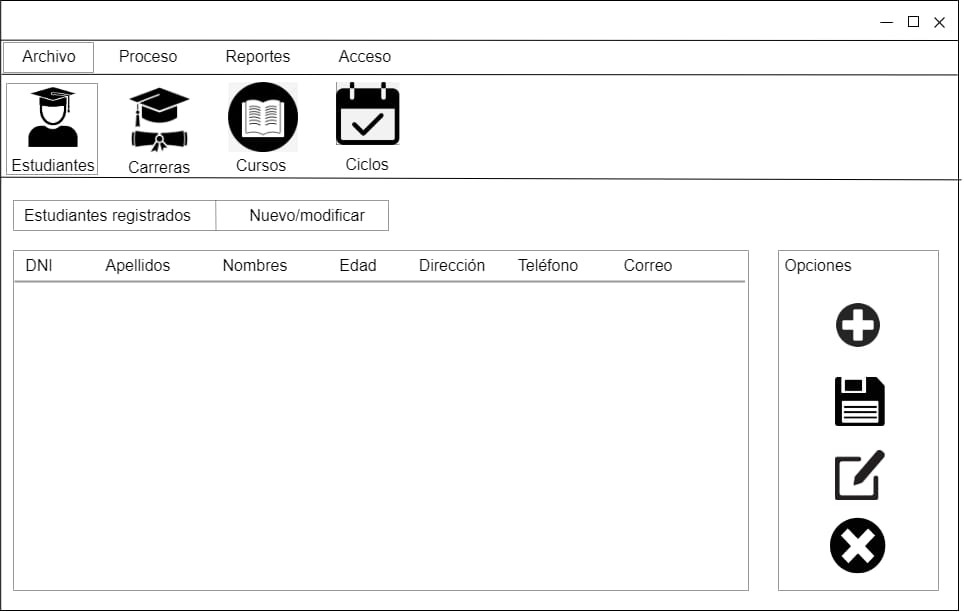 Archivo Proceso Reportes Acceso
Estudiantes Carreras Cursos Ciclos
Estudiantes registrados Nuevo/modificar
DNI Apellidos Nombres Edad Dirección Teléfono Correo Opciones